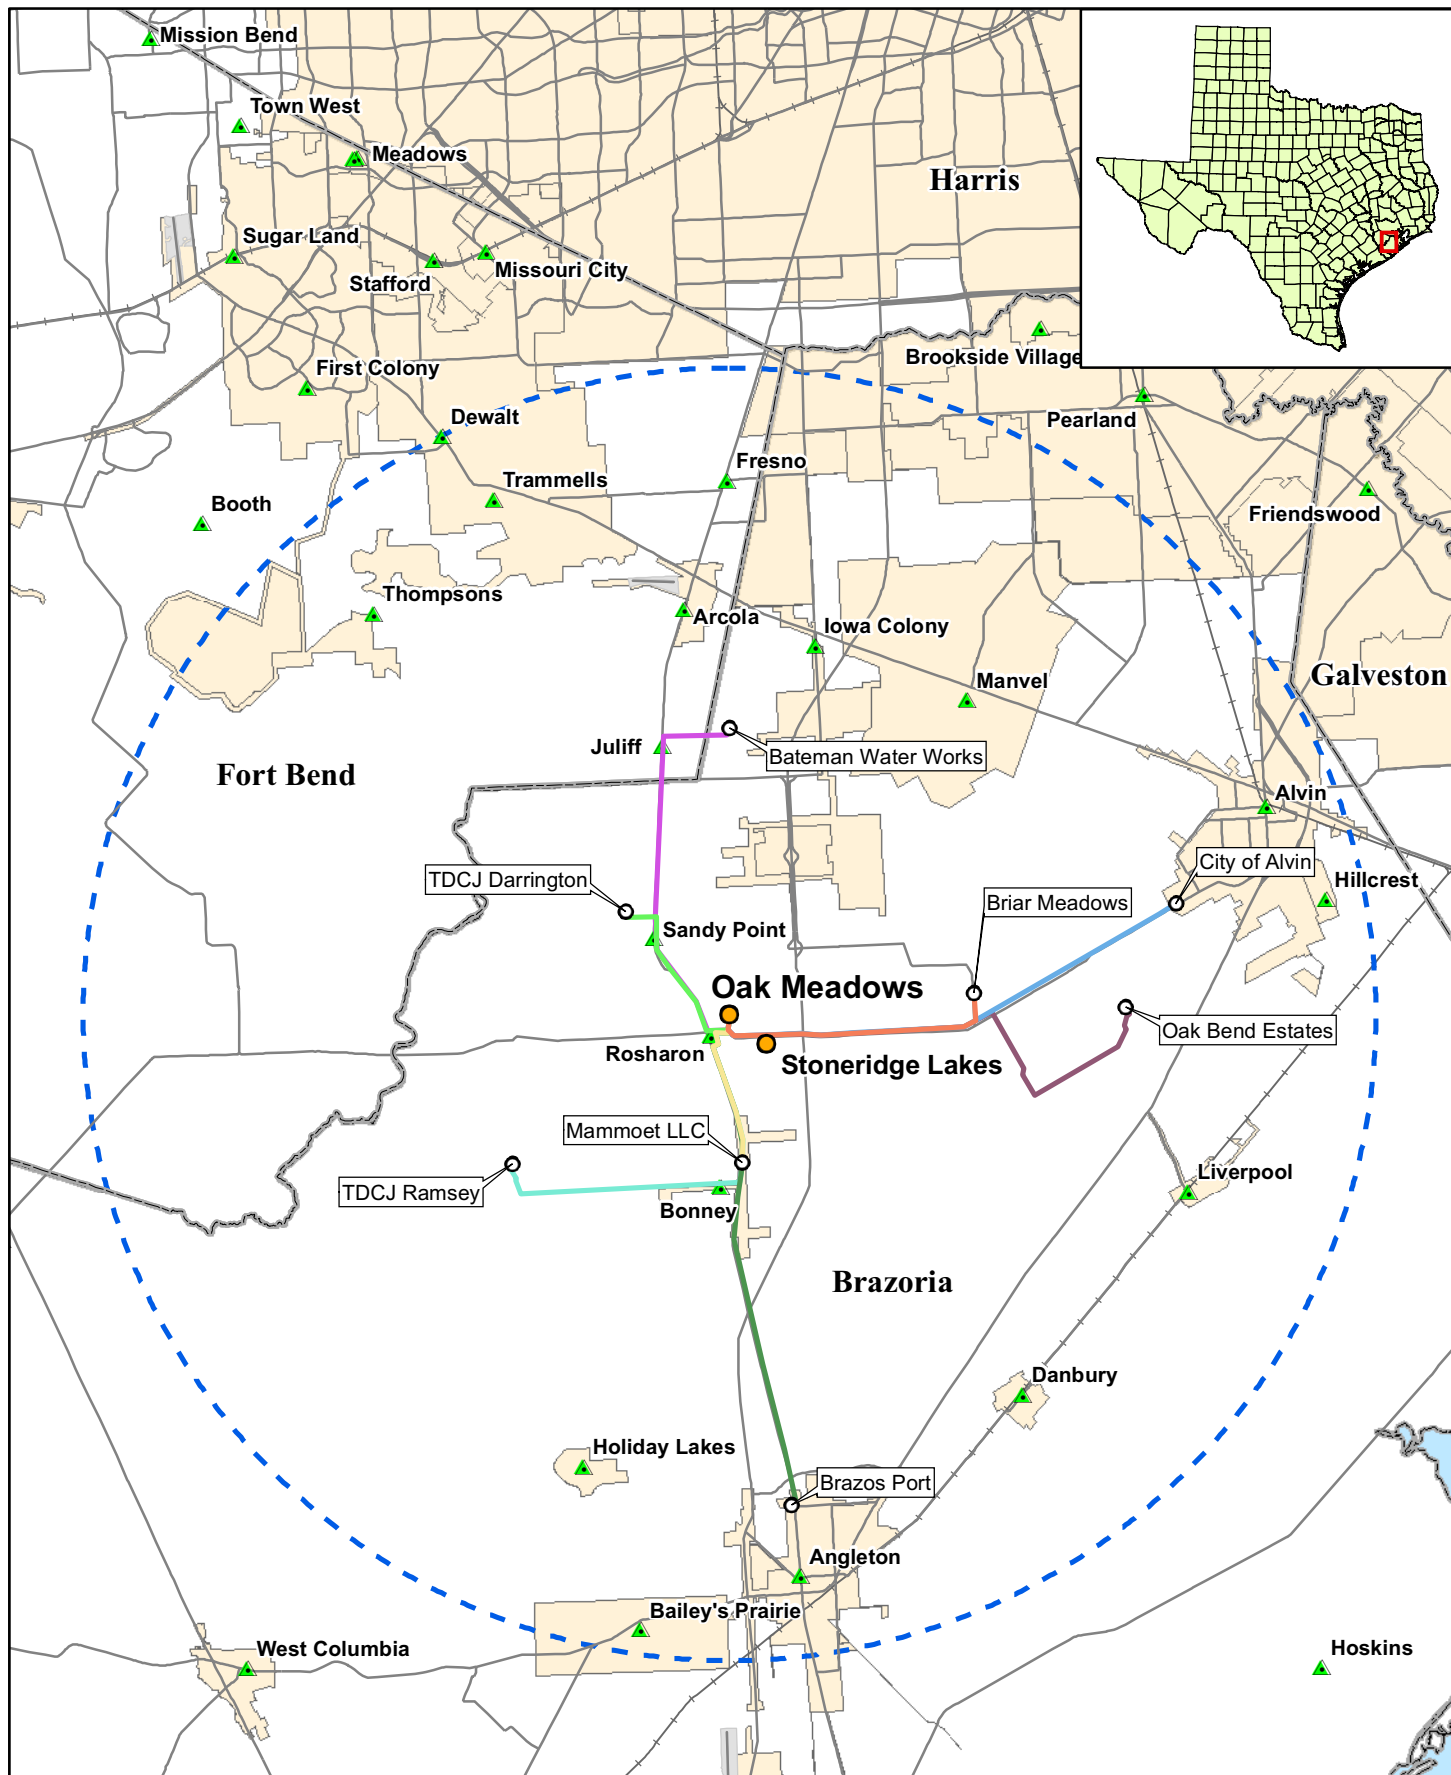 Mission Bend
Town West
Meadows
Harris
Sugar Land
Stafford
Missouri City
Brookside Village
First Colony
Dewalt
Pearland
Fresno
Trammells
Booth
Friendswood
Thompsons
Arcola
Iowa Colony
Galveston
Manvel
Juliff
Bateman Water Works
Fort Bend
Alvin
City of Alvin
TDCJ Darrington
Hillcrest
Briar Meadows
Sandy Point
Oak Meadows
Oak Bend Estates
Rosharon
Stoneridge Lakes
Mammoet LLC
Liverpool
TDCJ Ramsey
Bonney
Brazoria
Danbury
Holiday Lakes
Brazos Port
Angleton
Bailey's Prairie
West Columbia
Hoskins